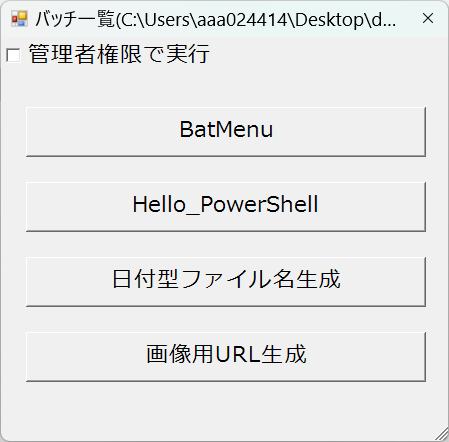 バッチ一覧(C:\Users\aaa024414\Desktop\d...
管理者権限で実行
BatMenu
Hello_PowerShell
日付型ファイル名生成
画像用URL生成